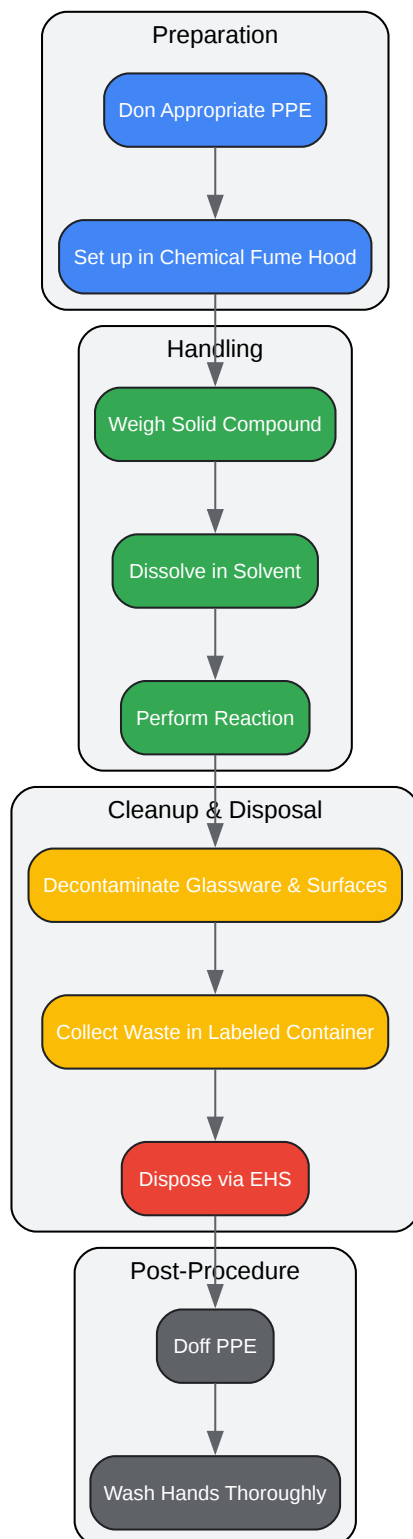 Preparation
Don Appropriate PPE
Set up in Chemical Fume Hood
Handling
Weigh Solid Compound
Dissolve in Solvent
Perform Reaction
Cleanup & Disposal
Decontaminate Glassware & Surfaces
Collect Waste in Labeled Container
Dispose via EHS
Post-Procedure
Doff PPE
Wash Hands Thoroughly